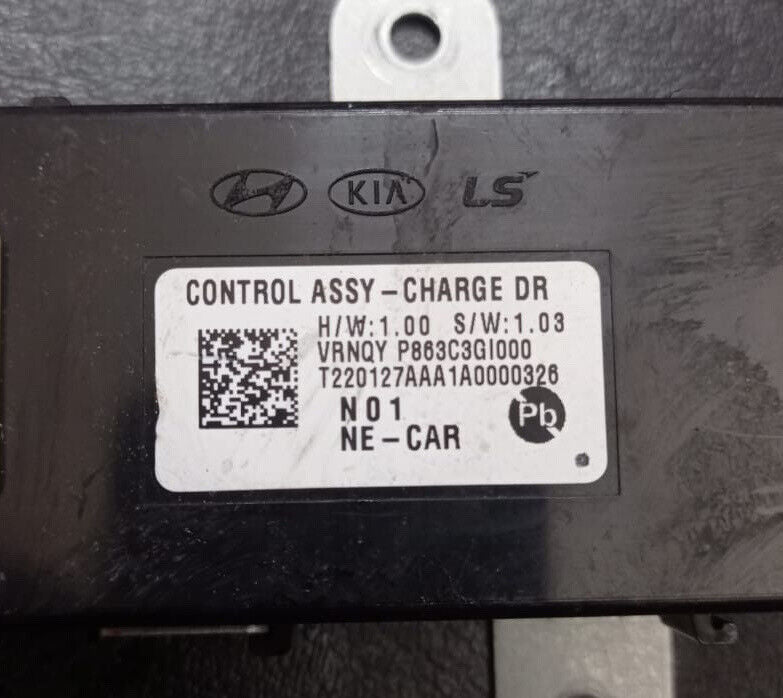 KIA LS
CONTROL ASSY-CHARGE DR
H/W:1.00 S/W:1.03
VRNQY P863C3GI000
T220127AAA1A0000326
N01
Pb
NE-CAR